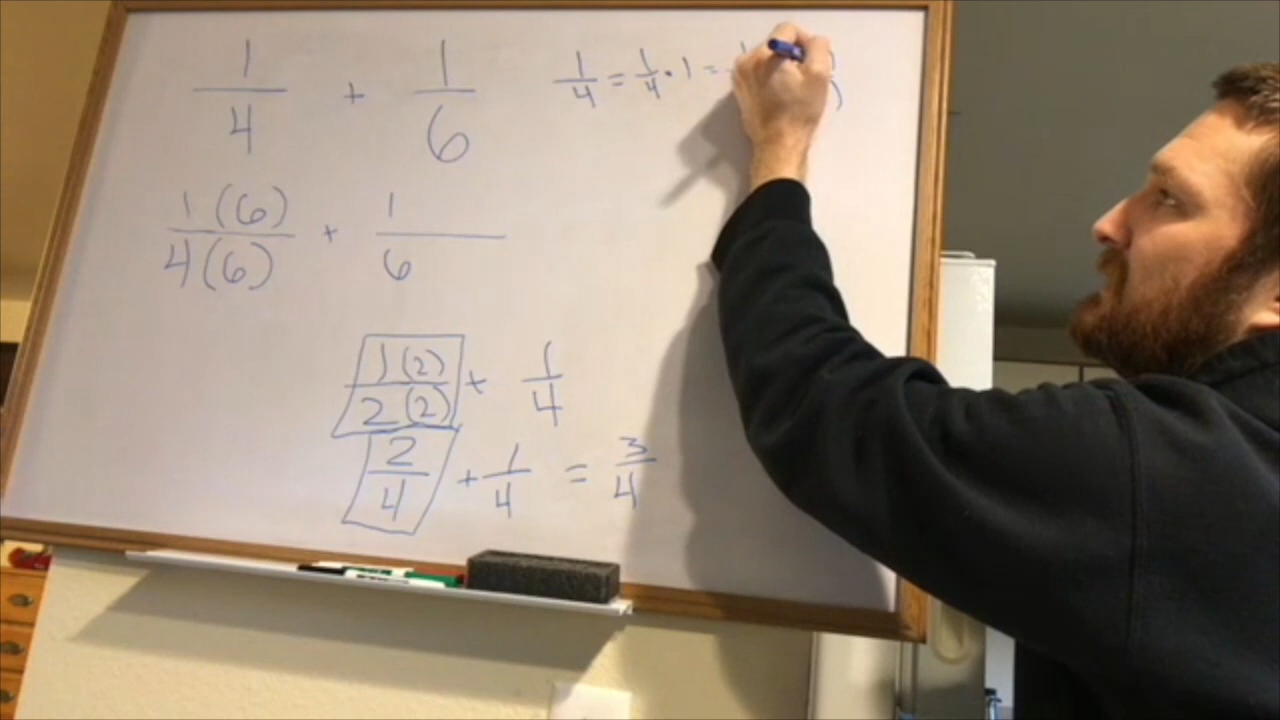 1/4 + 1/6
1/4 = 1/4 · 1 =
1(6)/4(6) + 1/6
1(2)/2(2) + 1/4
2/4 + 1/4 = 3/4